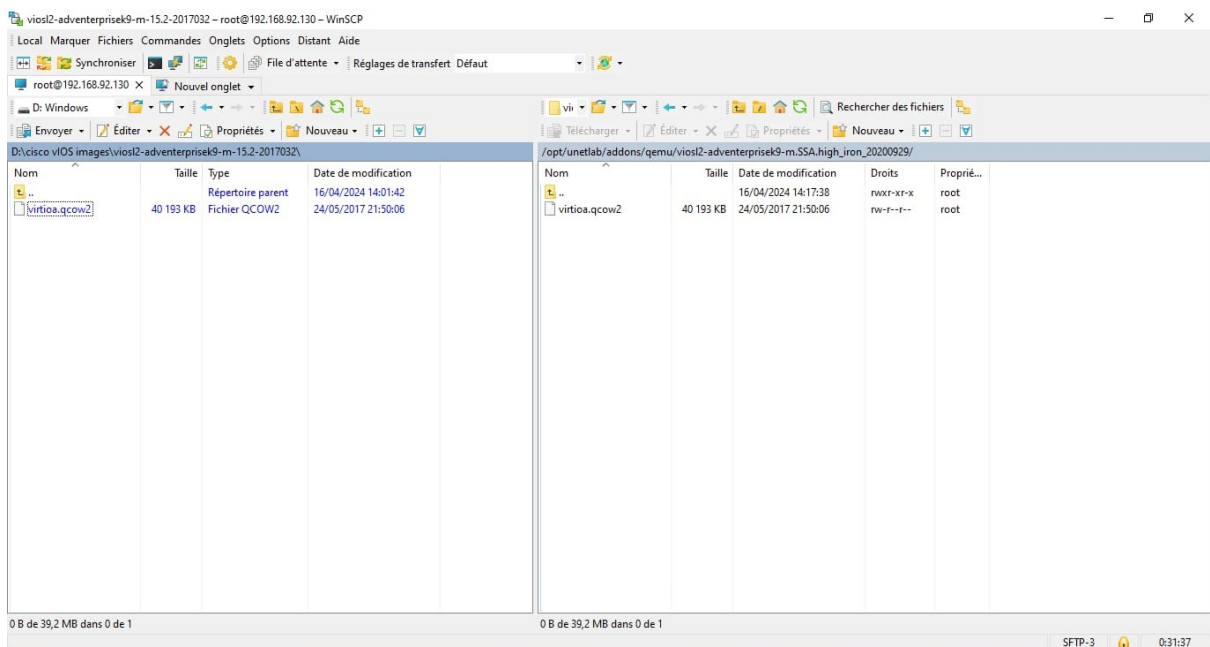 viosl2-adventerprisek9-m-15.2-2017032 – root@192.168.92.130 – WinSCP
Local Marquer Fichiers Commandes Onglets Options Distant Aide
Synchroniser File d'attente Réglages de transfert Défaut
root@192.168.92.130 Nouvel onglet
D: Windows
Envoyer Éditer Propriétés Nouveau
D:\cisco vIOS images\viosl2-adventerprisek9-m-15.2-2017032\
Nom Taille Type Date de modification
.. Répertoire parent 16/04/2024 14:01:42
virtioa.qcow2 40 193 KB Fichier QCOW2 24/05/2017 21:50:06
0 B de 39,2 MB dans 0 de 1
vii Rechercher des fichiers
Télécharger Éditer Propriétés Nouveau
/opt/unetlab/addons/qemu/viosl2-adventerprisek9-m.SSA.high_iron_20200929/
Nom Taille Date de modification Droits Proprié...
.. 16/04/2024 14:17:38 rwxr-xr-x root
virtioa.qcow2 40 193 KB 24/05/2017 21:50:06 rw-r--r-- root
0 B de 39,2 MB dans 0 de 1
SFTP-3 0:31:37